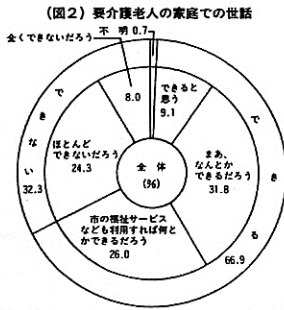 (図2) 要介護老人の家庭での世話
不 明 0.7
全くできないだろう
8.0
できると
思う
9.1
ほとんど
できないだろう
24.3
全 体
(%)
まあ、
なんとか
できるだろう
31.8
市の福祉サービス
なども利用すれば何と
かできるだろう
26.0
できない
32.3
できる
66.9